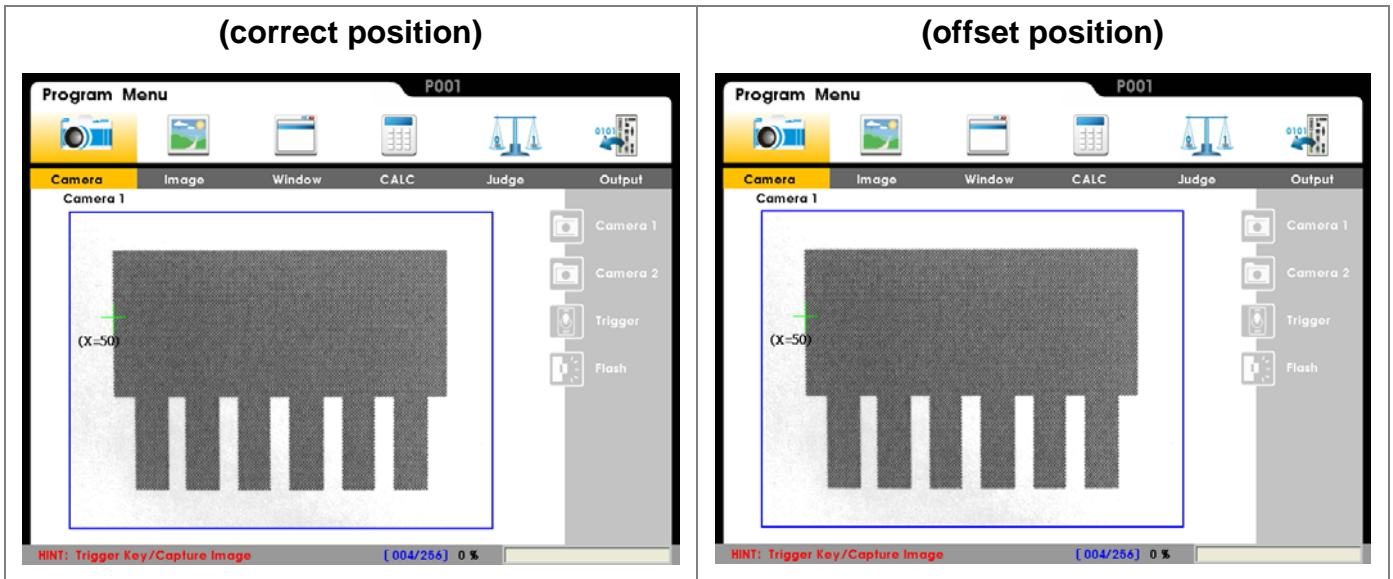 (correct position)
Program Menu
P001
Camera
Image
Window
CALC
Judge
Output
Camera 1
(X=50)
Camera 1
Camera 2
Trigger
Flash
HINT: Trigger Key/Capture Image
[004/256] 0 %
(offset position)
Program Menu
P001
Camera
Image
Window
CALC
Judge
Output
Camera 1
(X=50)
Camera 1
Camera 2
Trigger
Flash
HINT: Trigger Key/Capture Image
[004/256] 0 %